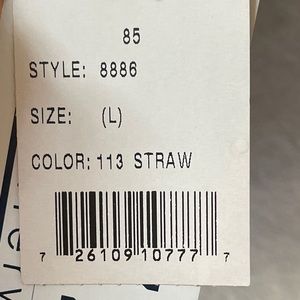 85
STYLE: 8886
SIZE: (L)
COLOR: 113 STRAW
7 26109 10777 7